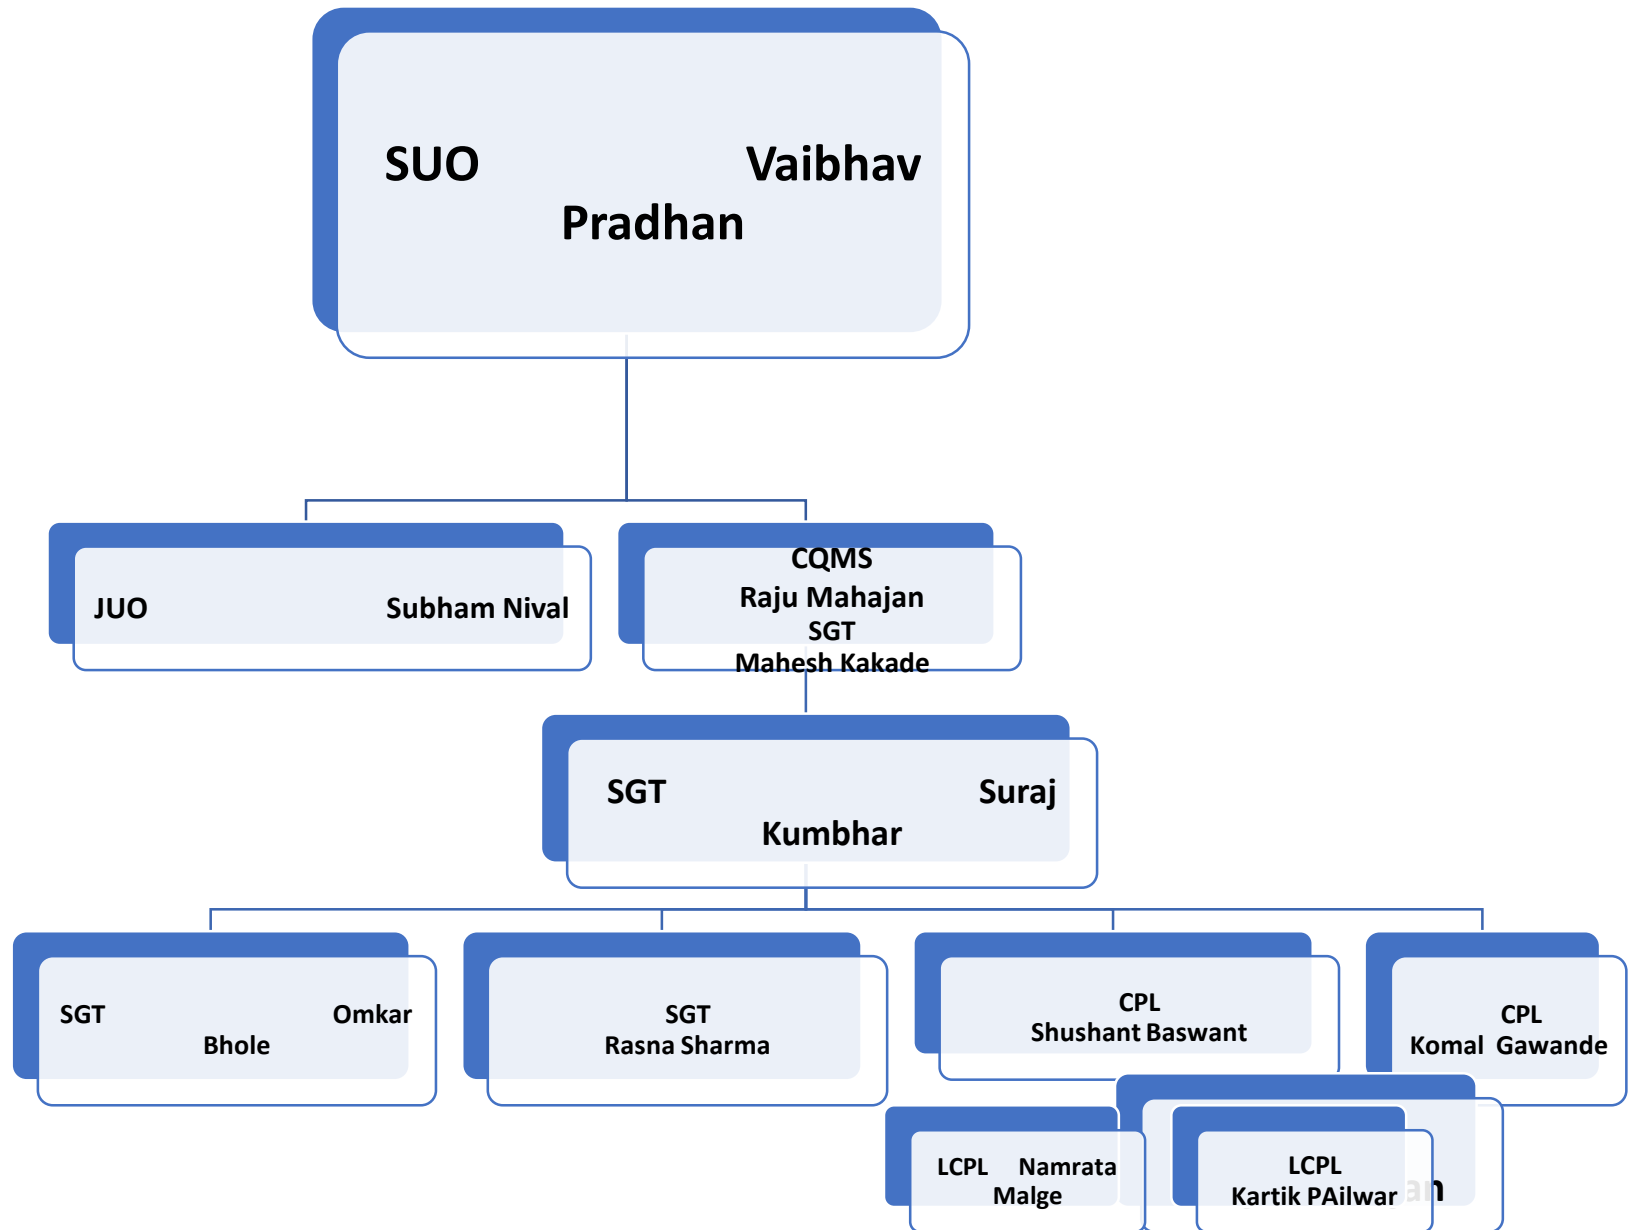 SUO Vaibhav
Pradhan
JUO Subham Nival
CQMS
Raju Mahajan
SGT
Mahesh Kakade
SGT Suraj
Kumbhar
SGT Omkar
Bhole
SGT
Rasna Sharma
CPL
Shushant Baswant
CPL
Komal Gawande
LCPL Namrata
Malge
LCPL
Kartik PAilwar